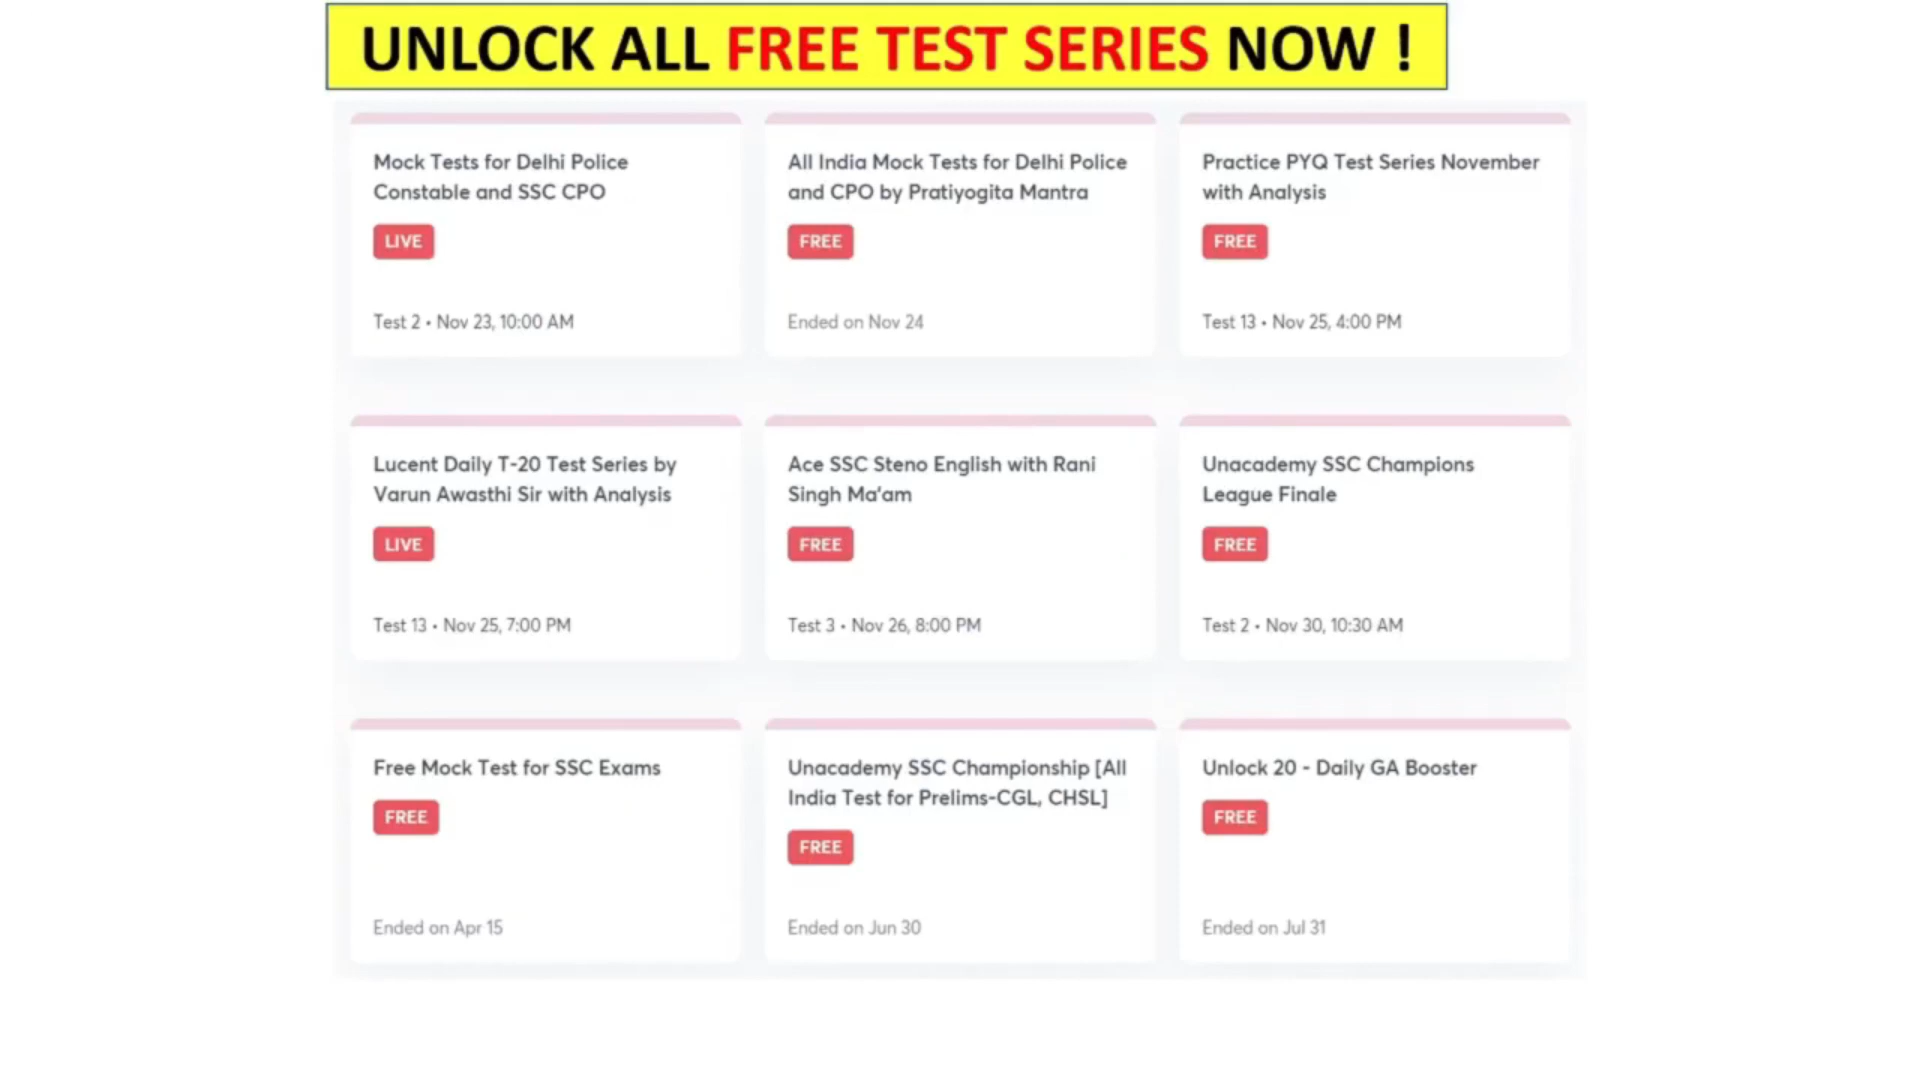 UNLOCK ALL FREE TEST SERIES NOW !
Mock Tests for Delhi Police
Constable and SSC CPO
LIVE
Test 2 • Nov 23, 10:00 AM
All India Mock Tests for Delhi Police
and CPO by Pratiyogita Mantra
FREE
Ended on Nov 24
Practice PYQ Test Series November
with Analysis
FREE
Test 13 • Nov 25, 4:00 PM
Lucent Daily T-20 Test Series by
Varun Awasthi Sir with Analysis
LIVE
Test 13 • Nov 25, 7:00 PM
Ace SSC Steno English with Rani
Singh Ma'am
FREE
Test 3 • Nov 26, 8:00 PM
Unacademy SSC Champions
League Finale
FREE
Test 2 • Nov 30, 10:30 AM
Free Mock Test for SSC Exams
FREE
Ended on Apr 15
Unacademy SSC Championship [All
India Test for Prelims-CGL, CHSL]
FREE
Ended on Jun 30
Unlock 20 - Daily GA Booster
FREE
Ended on Jul 31